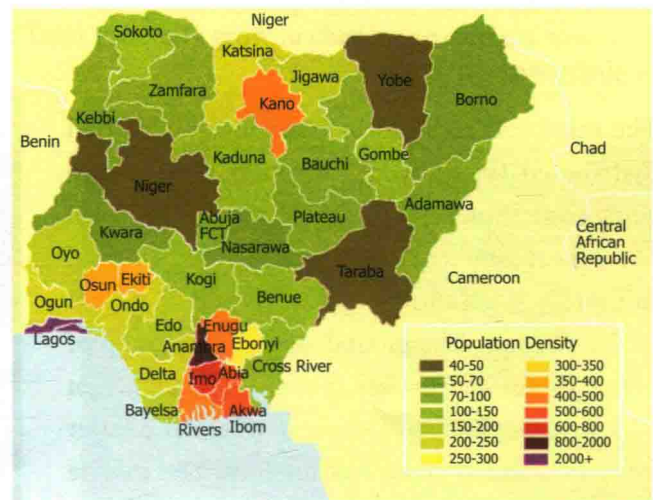 Niger
Sokoto
Katsina
Jigawa
Yobe
Zamfara
Kano
Borno
Kebbi
Benin
Chad
Kaduna
Gombe
Bauchi
Niger
Adamawa
Abuja
FCT
Plateau
Kwara
Nasarawa
Central
African
Republic
Oyo
Taraba
Cameroon
Osun
Ekiti
Kogi
Benue
Ogun
Ondo
Lagos
Edo
Enugu
Anambra
Ebonyi
Cross River
Delta
Imo
Abia
Bayelsa
Rivers
Akwa
Ibom
Population Density
40-50
50-70
70-100
100-150
150-200
200-250
250-300
300-350
350-400
400-500
500-600
600-800
800-2000
2000+